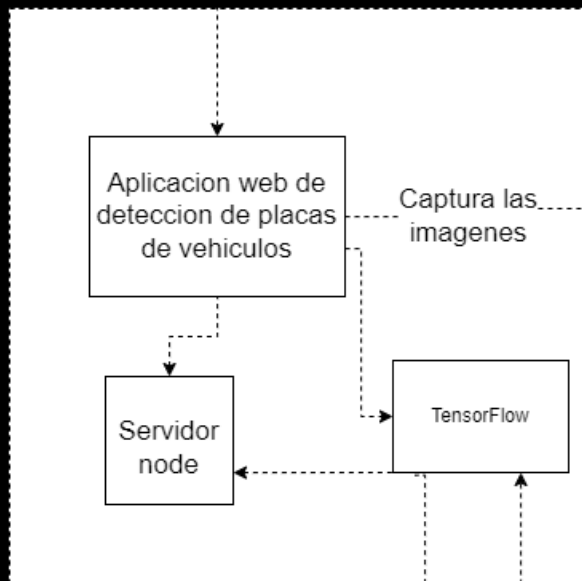 Aplicacion web de
deteccion de placas
de vehiculos
Captura las
imagenes
TensorFlow
Servidor
node